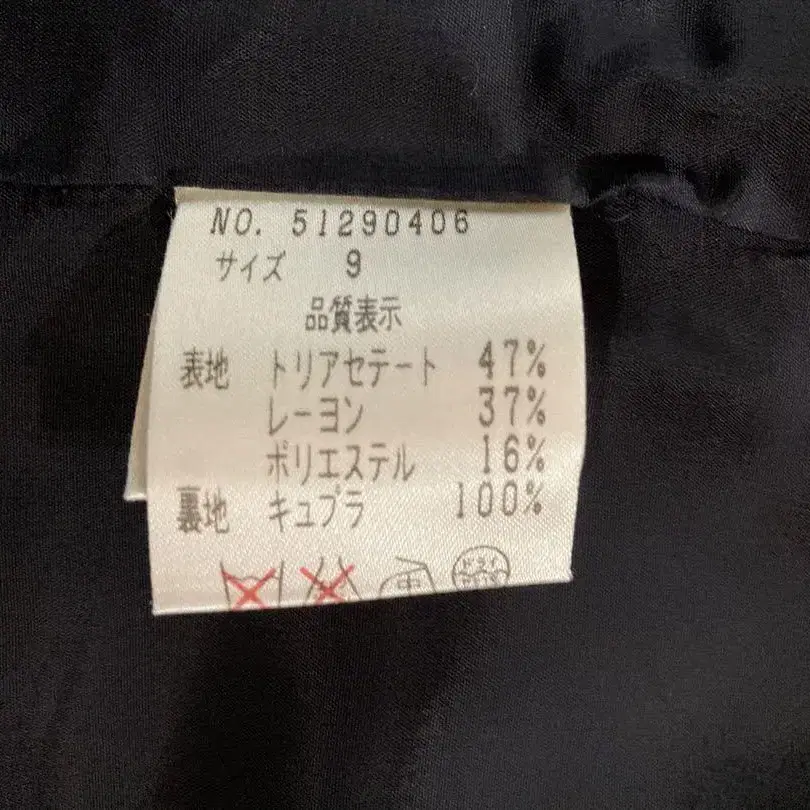 NO. 51290406
サイズ 9
品質表示
表地 トリアセテート 47%
レーヨン 37%
ポリエステル 16%
裏地 キュプラ 100%
中